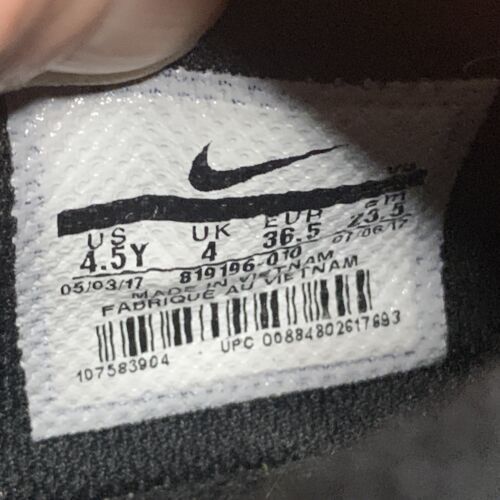 US UK EUR cm
4.5Y 4 36.5 23.5
05/03/17 819196-010 07/06/17
MADE IN VIETNAM
FABRIQUE AU VIETNAM
107583904 UPC 00884802617693